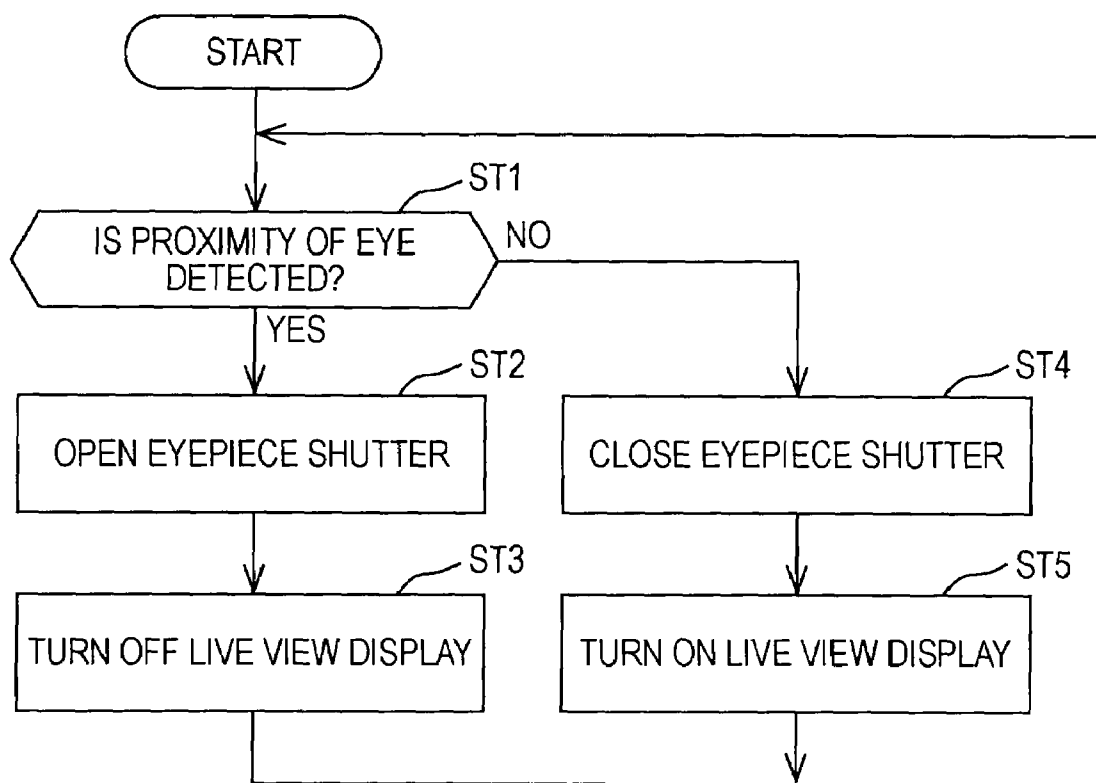 START
ST1
IS PROXIMITY OF EYE
DETECTED?
NO
YES
ST2
OPEN EYEPIECE SHUTTER
ST4
CLOSE EYEPIECE SHUTTER
ST3
TURN OFF LIVE VIEW DISPLAY
ST5
TURN ON LIVE VIEW DISPLAY